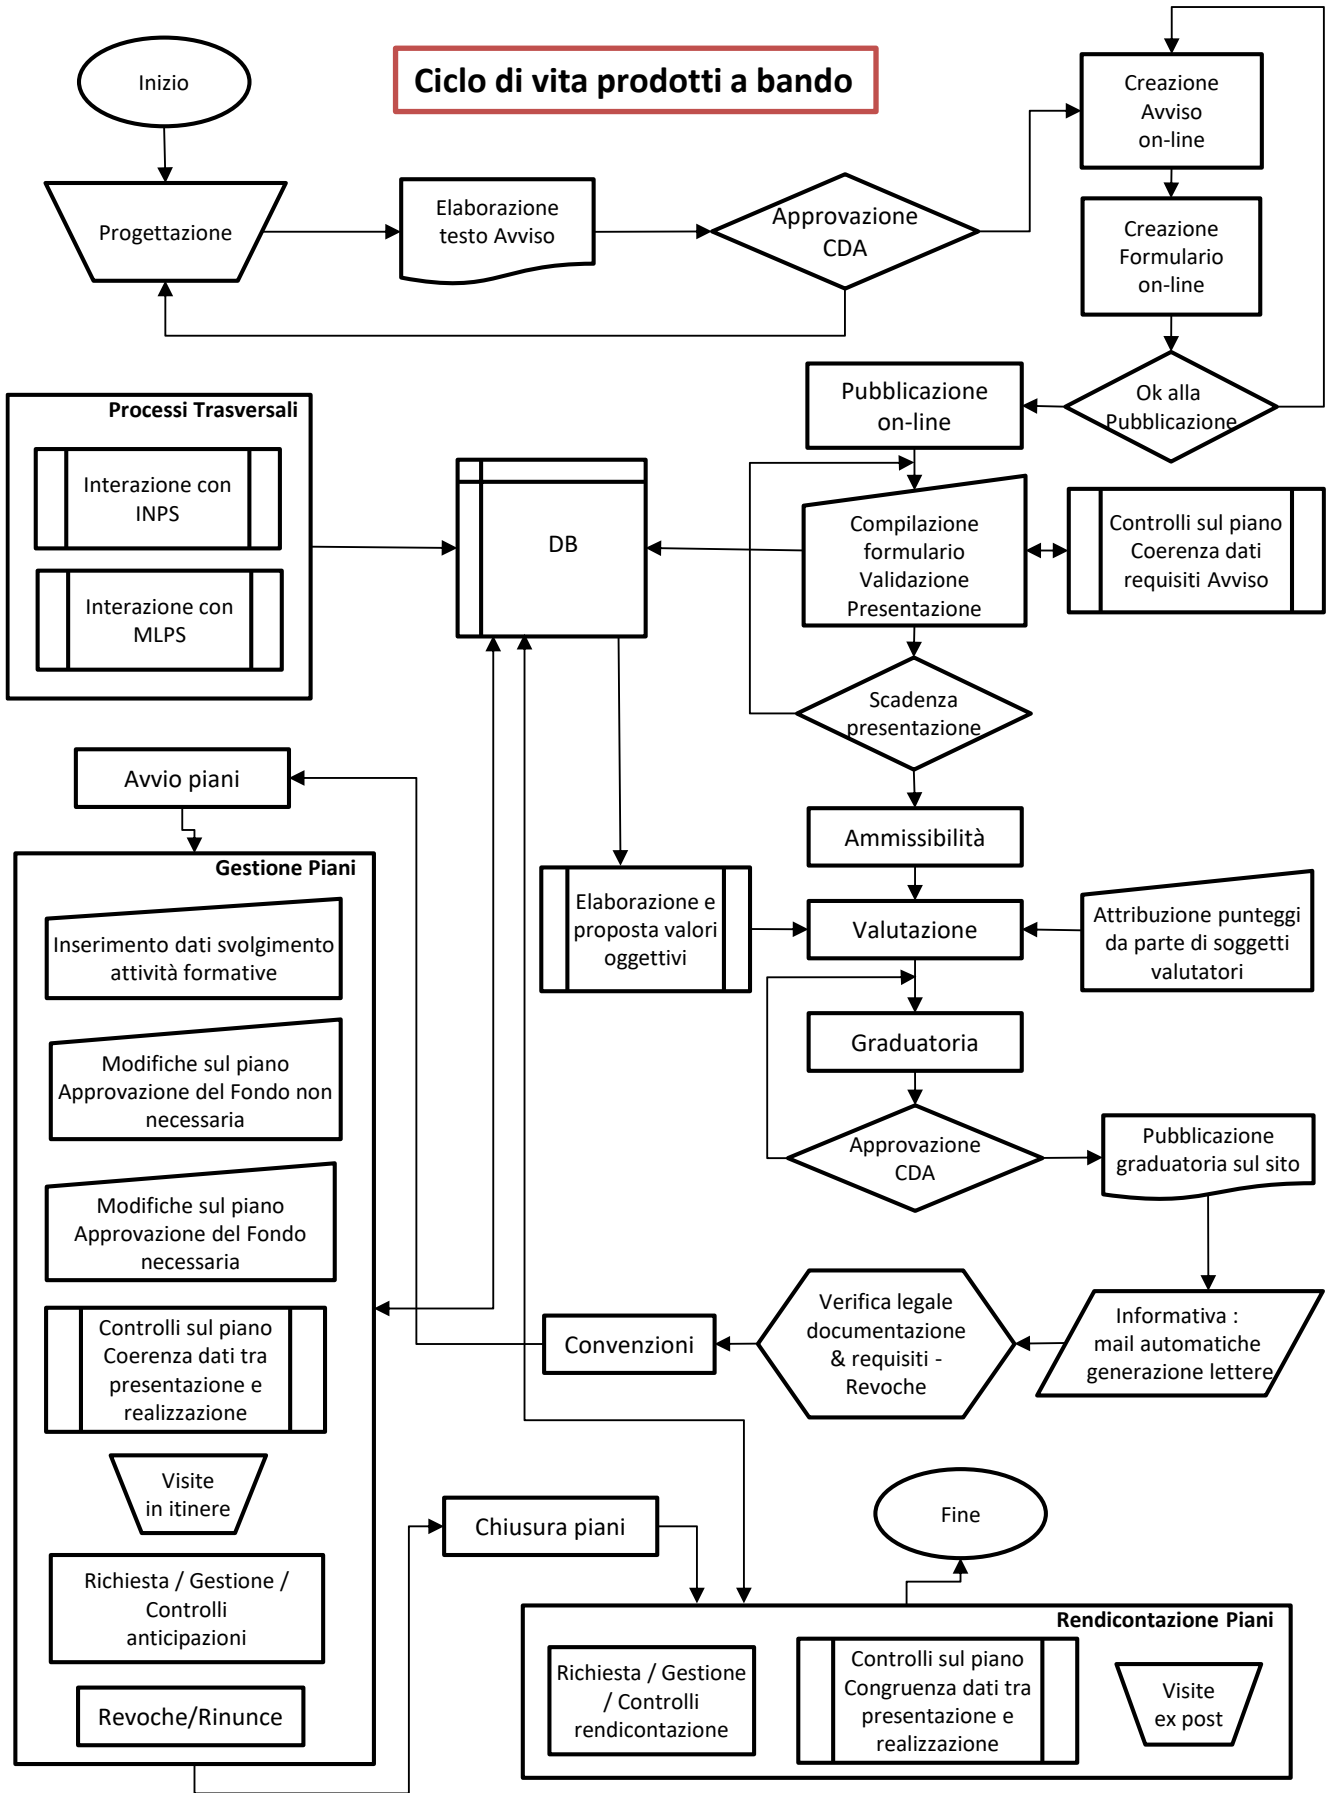 Ciclo di vita prodotti a bando
Inizio
Progettazione
Elaborazione
testo Avviso
Approvazione
CDA
Creazione
Avviso
on-line
Creazione
Formulario
on-line
Ok alla
Pubblicazione
Pubblicazione
on-line
Processi Trasversali
Interazione con
INPS
Interazione con
MLPS
DB
Compilazione
formulario
Validazione
Presentazione
Controlli sul piano
Coerenza dati
requisiti Avviso
Scadenza
presentazione
Avvio piani
Ammissibilità
Elaborazione e
proposta valori
oggettivi
Valutazione
Attribuzione punteggi
da parte di soggetti
valutatori
Graduatoria
Approvazione
CDA
Pubblicazione
graduatoria sul sito
Informativa :
mail automatiche
generazione lettere
Verifica legale
documentazione
& requisiti -
Revoche
Convenzioni
Gestione Piani
Inserimento dati svolgimento
attività formative
Modifiche sul piano
Approvazione del Fondo non
necessaria
Modifiche sul piano
Approvazione del Fondo
necessaria
Controlli sul piano
Coerenza dati tra
presentazione e
realizzazione
Visite
in itinere
Richiesta / Gestione /
Controlli
anticipazioni
Revoche/Rinunce
Chiusura piani
Fine
Rendicontazione Piani
Richiesta / Gestione
/ Controlli
rendicontazione
Controlli sul piano
Congruenza dati tra
presentazione e
realizzazione
Visite
ex post